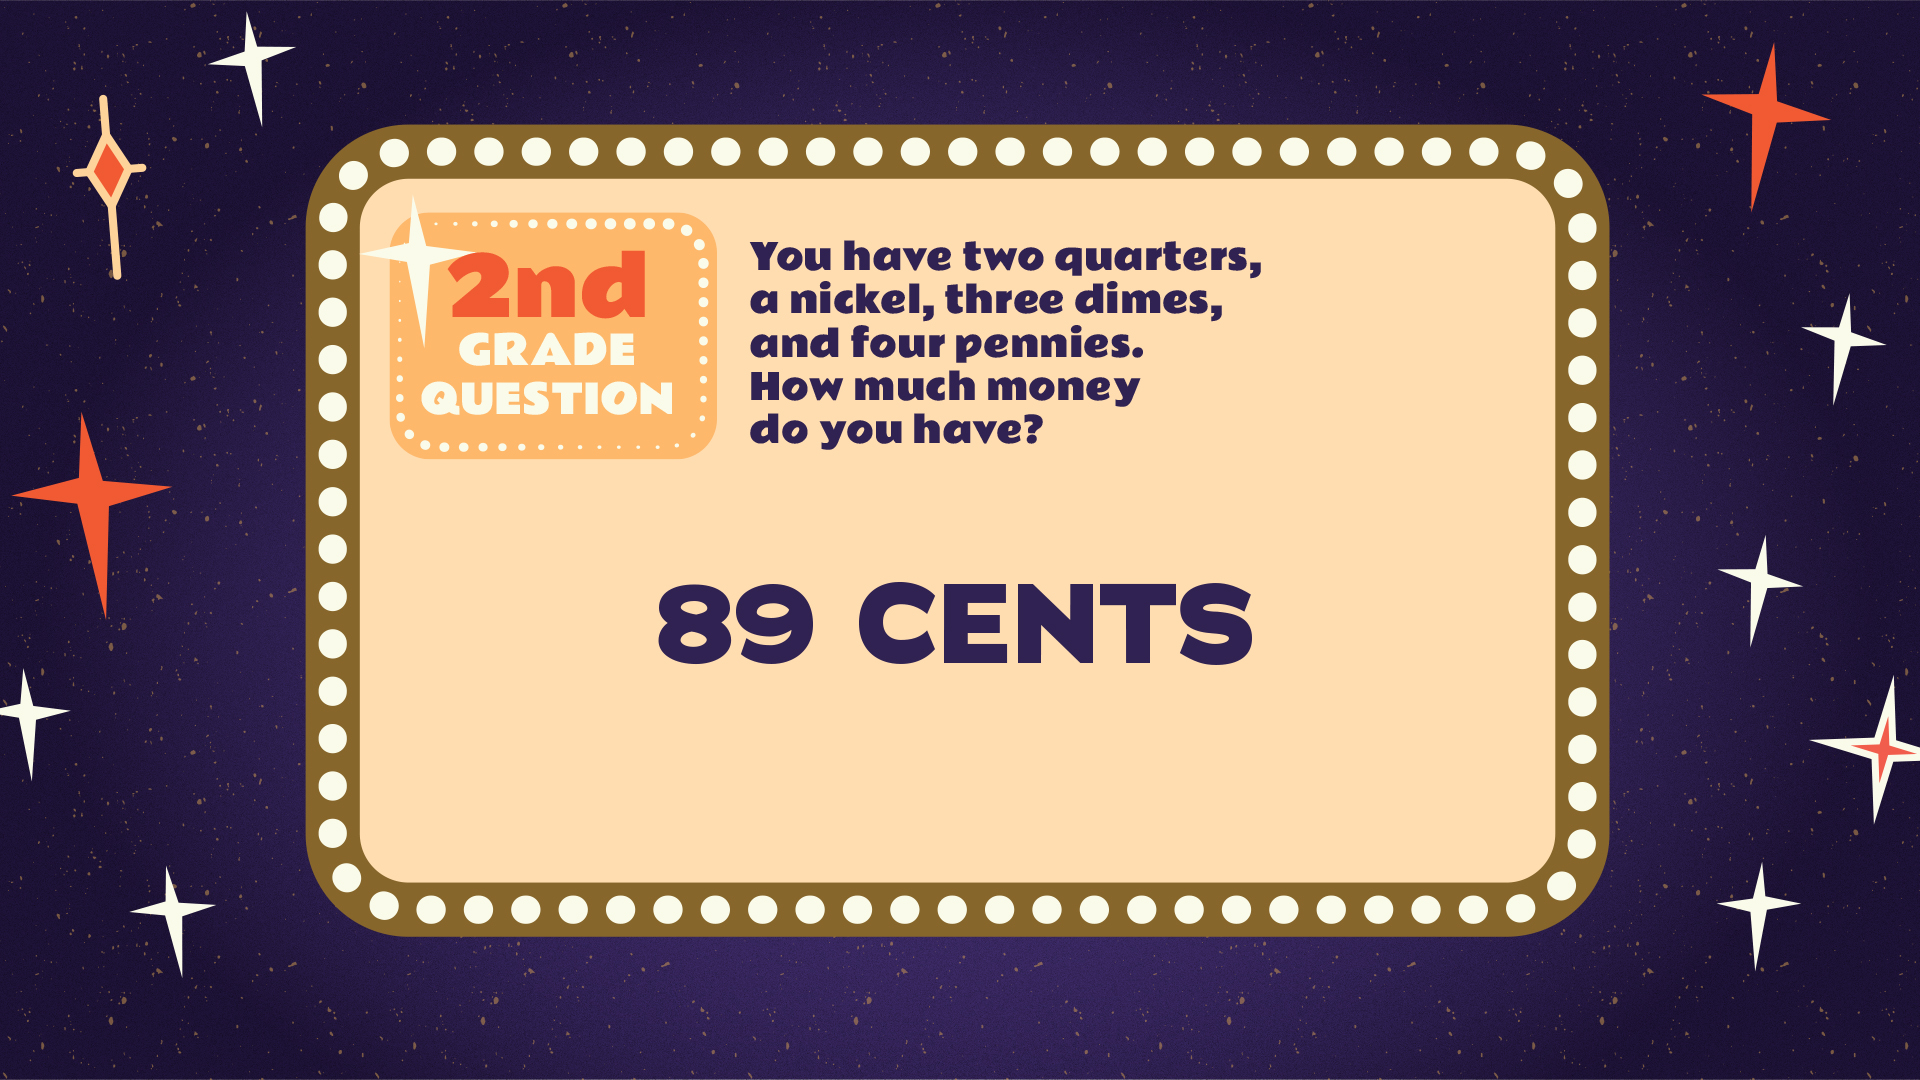 2nd
GRADE
QUESTION
You have two quarters,
a nickel, three dimes,
and four pennies.
How much money
do you have?
89 CENTS